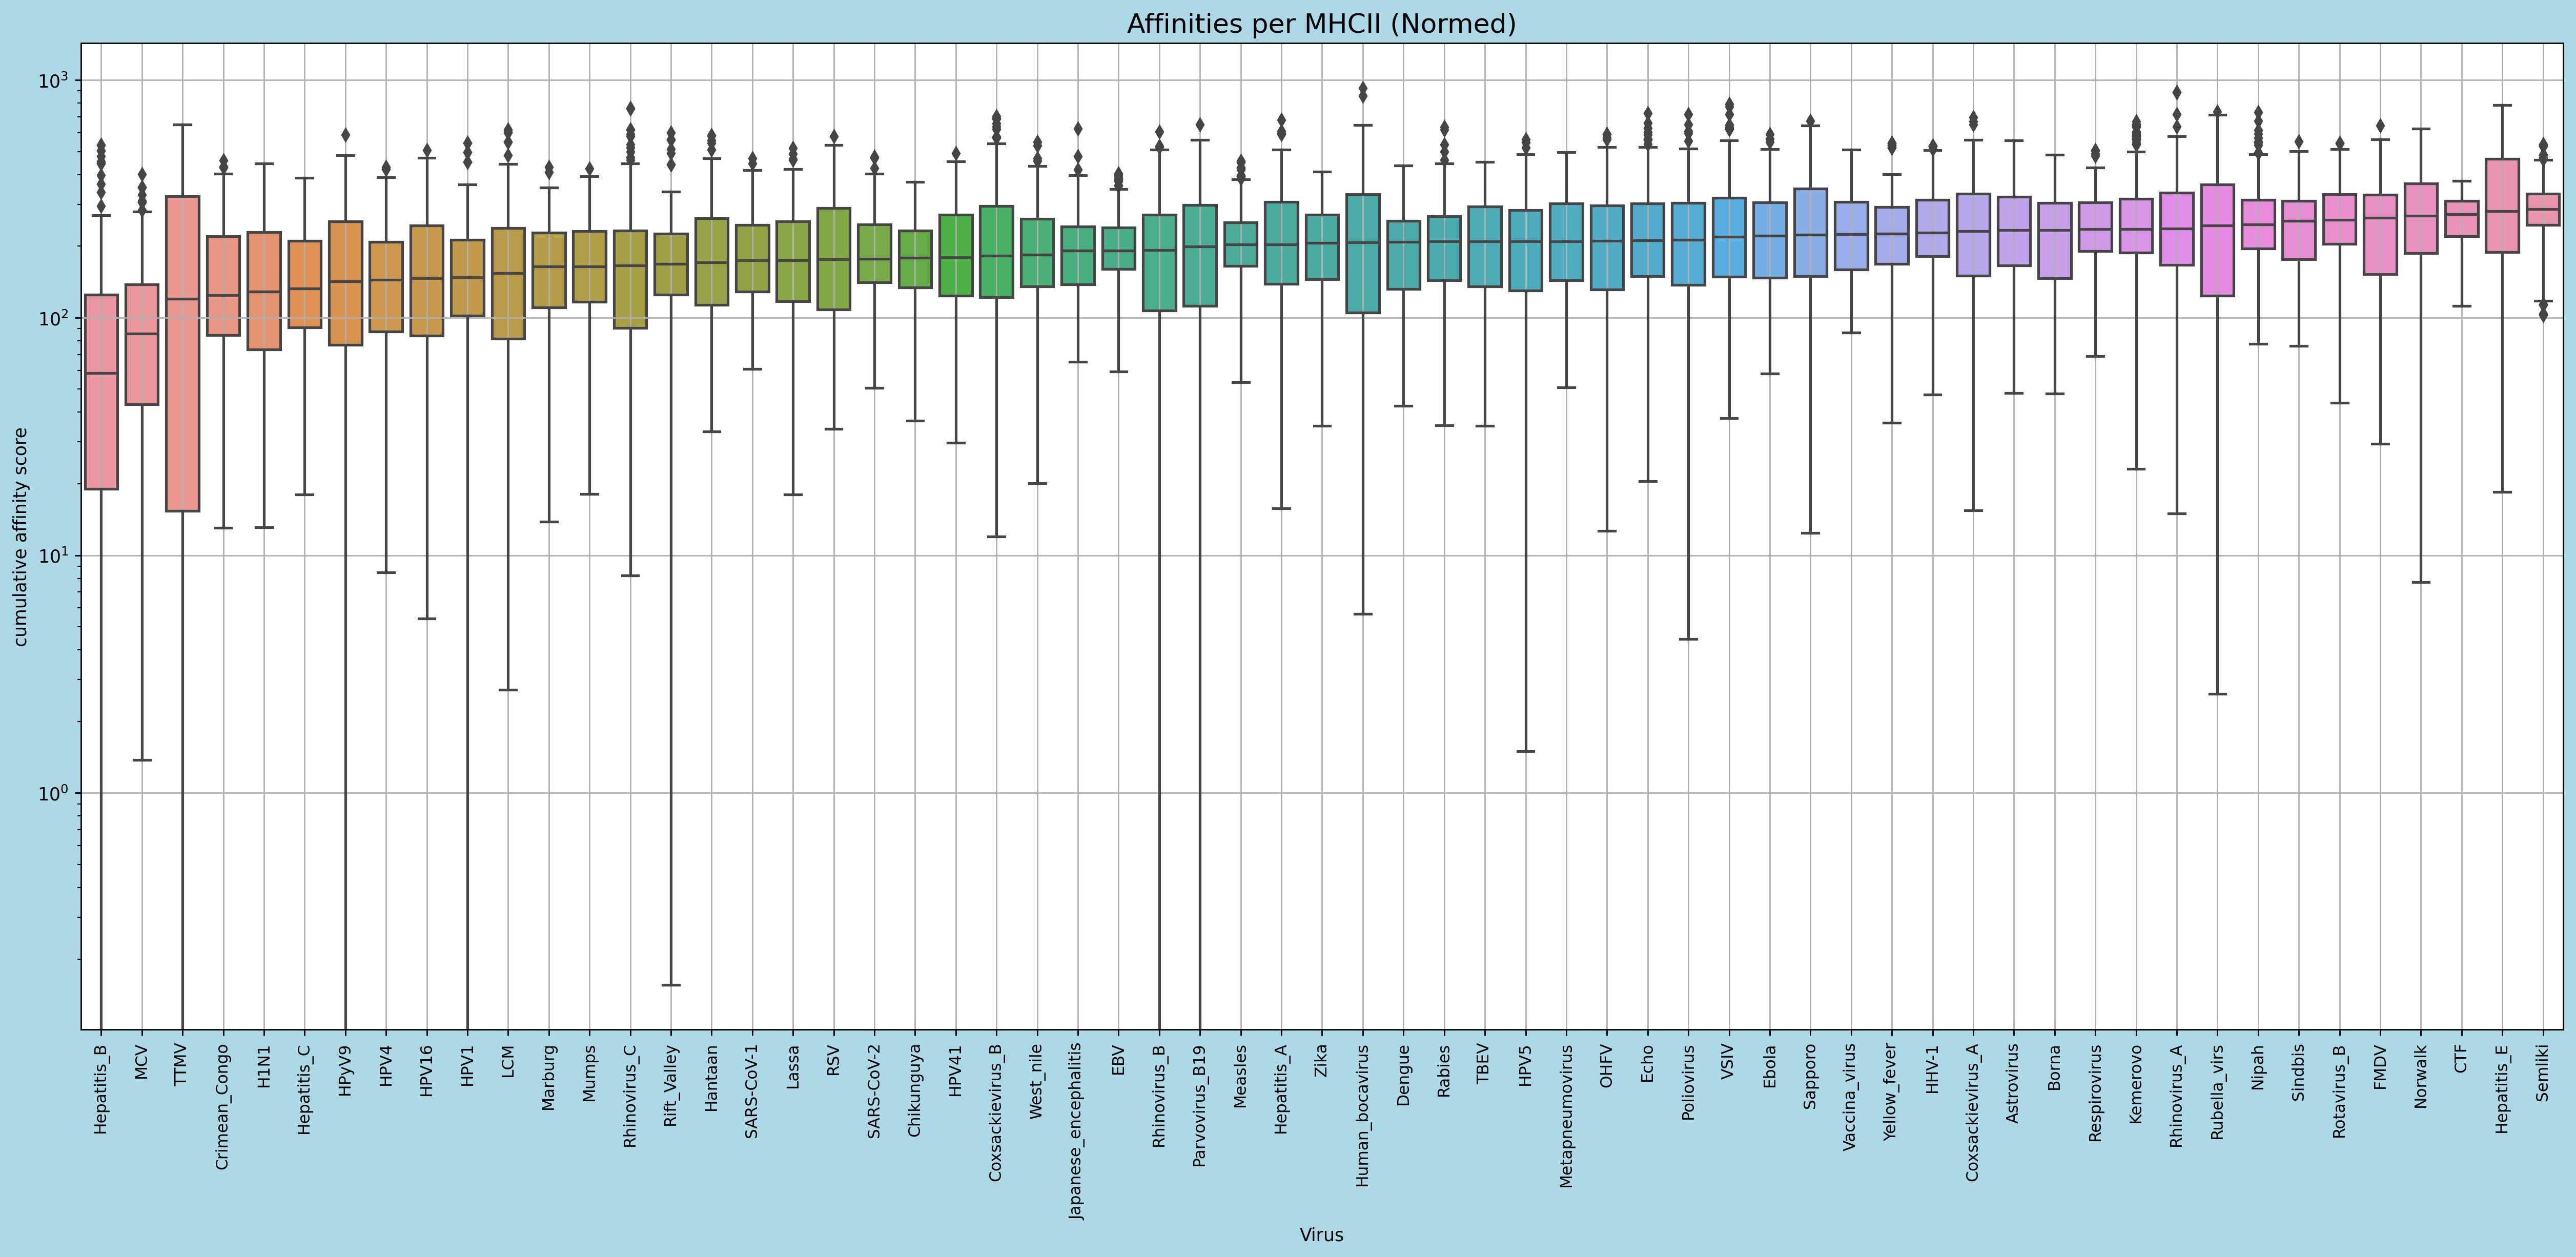 Affinities per MHCII (Normed)
cumulative affinity score
10³
10²
10¹
10⁰
Hepatitis_B
MCV
TTMV
Crimean_Congo
H1N1
Hepatitis_C
HPyV9
HPV4
HPV16
HPV1
LCM
Marburg
Mumps
Rhinovirus_C
Rift_Valley
Hantaan
SARS-CoV-1
Lassa
RSV
SARS-CoV-2
Chikungunya
HPV41
Coxsackievirus_B
West_nile
Japanese_encephalitis
EBV
Rhinovirus_B
Parvovirus_B19
Measles
Hepatitis_A
Zika
Human_bocavirus
Dengue
Rabies
TBEV
HPV5
Metapneumovirus
OHFV
Echo
Poliovirus
VSIV
Ebola
Sapporo
Vaccina_virus
Yellow_fever
HHV-1
Coxsackievirus_A
Astrovirus
Borna
Respirovirus
Kemerovo
Rhinovirus_A
Rubella_virs
Nipah
Sindbis
Rotavirus_B
FMDV
Norwalk
CTF
Hepatitis_E
Semliki
Virus